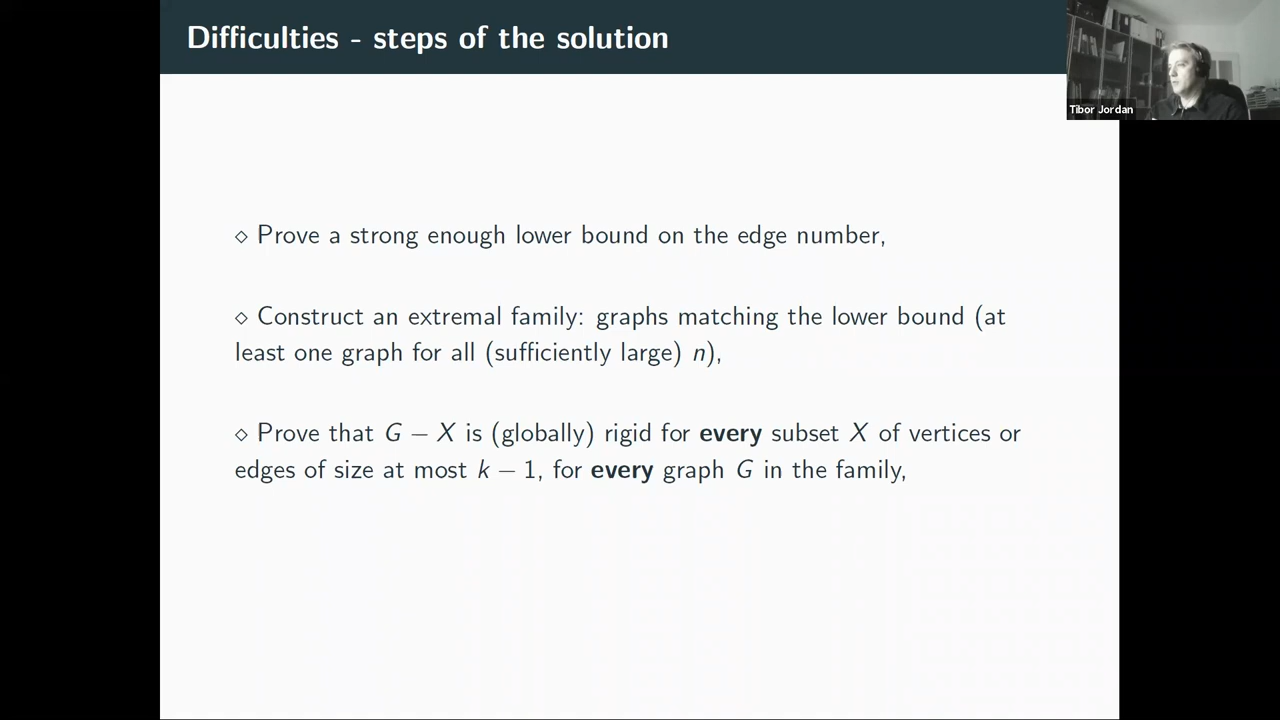 Difficulties - steps of the solution
Tibor Jordan
⋄ Prove a strong enough lower bound on the edge number,
⋄ Construct an extremal family: graphs matching the lower bound (at
least one graph for all (sufficiently large) n),
⋄ Prove that G − X is (globally) rigid for every subset X of vertices or
edges of size at most k − 1, for every graph G in the family,